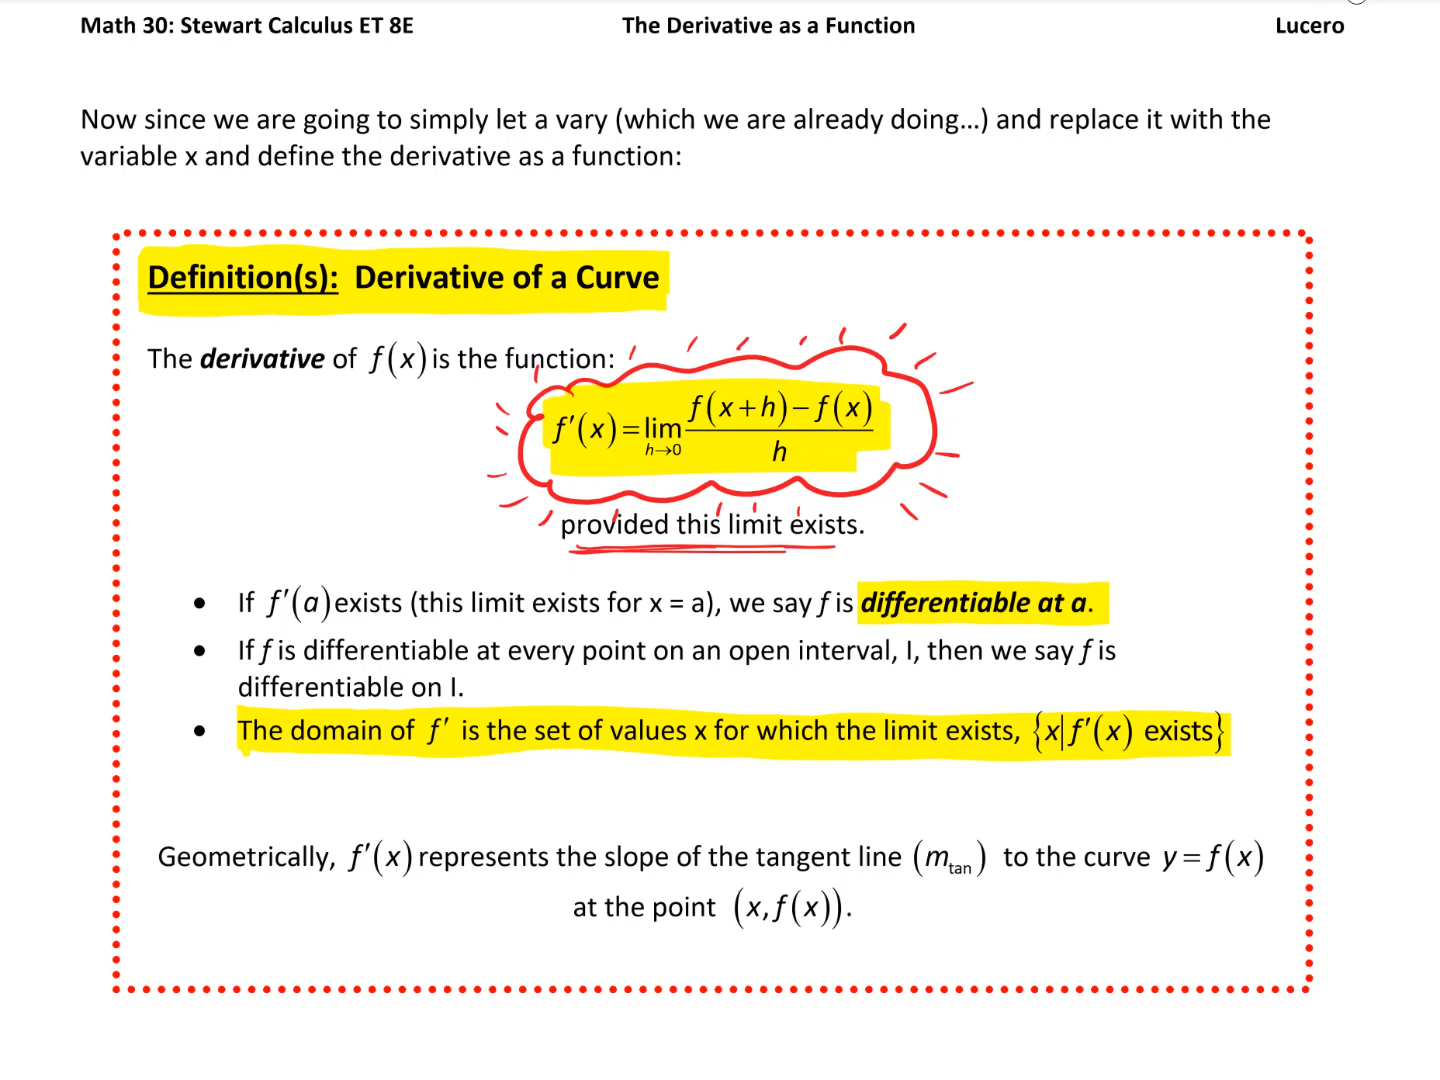 Math 30: Stewart Calculus ET 8E The Derivative as a Function Lucero
Now since we are going to simply let a vary (which we are already doing...) and replace it with the
variable x and define the derivative as a function:
Definition(s): Derivative of a Curve
The derivative of f(x) is the function:
f'(x) = lim h→0 f(x+h)−f(x) / h
provided this limit exists.
• If f'(a) exists (this limit exists for x = a), we say f is differentiable at a.
• If f is differentiable at every point on an open interval, I, then we say f is
differentiable on I.
• The domain of f' is the set of values x for which the limit exists, {x|f'(x) exists}
Geometrically, f'(x) represents the slope of the tangent line (m_tan) to the curve y=f(x)
at the point (x,f(x)).